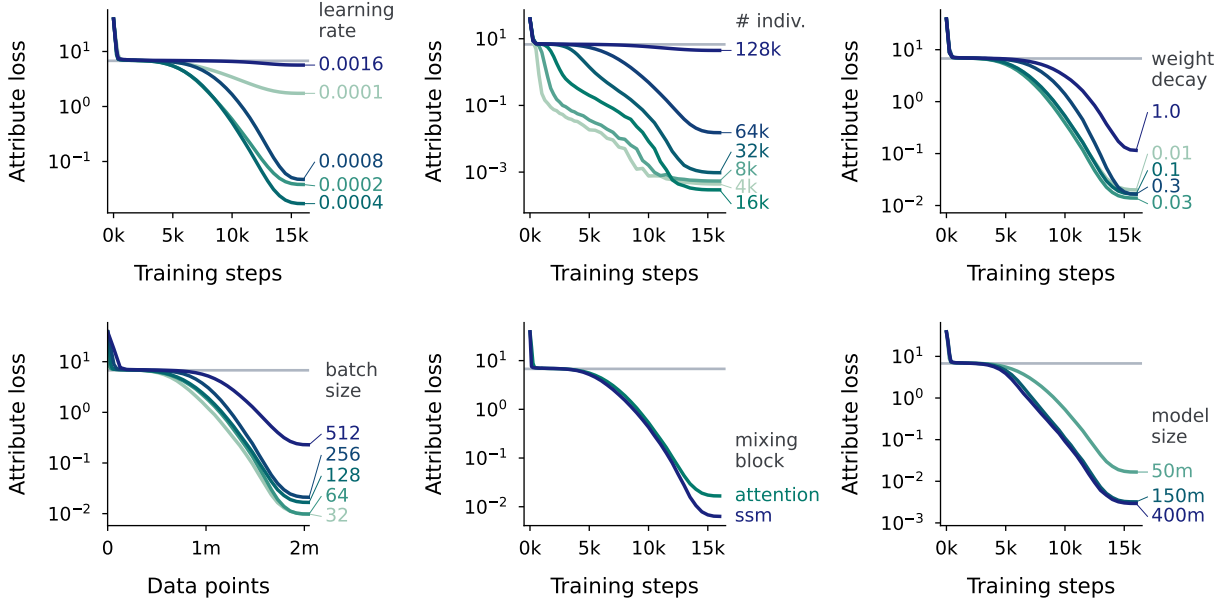 learning
rate
Attribute loss
10^1
10^0
10^-1
0.0016
0.0001
0.0008
0.0002
0.0004
0k
5k
10k
15k
Training steps
# indiv.
Attribute loss
10^1
10^-1
10^-3
128k
64k
32k
8k
4k
16k
0k
5k
10k
15k
Training steps
weight
decay
Attribute loss
10^1
10^0
10^-1
10^-2
1.0
0.01
0.1
0.3
0.03
0k
5k
10k
15k
Training steps
batch
size
Attribute loss
10^1
10^0
10^-1
10^-2
512
256
128
64
32
0
1m
2m
Data points
mixing
block
Attribute loss
10^1
10^0
10^-1
10^-2
attention
ssm
0k
5k
10k
15k
Training steps
model
size
Attribute loss
10^1
10^0
10^-1
10^-2
10^-3
50m
150m
400m
0k
5k
10k
15k
Training steps